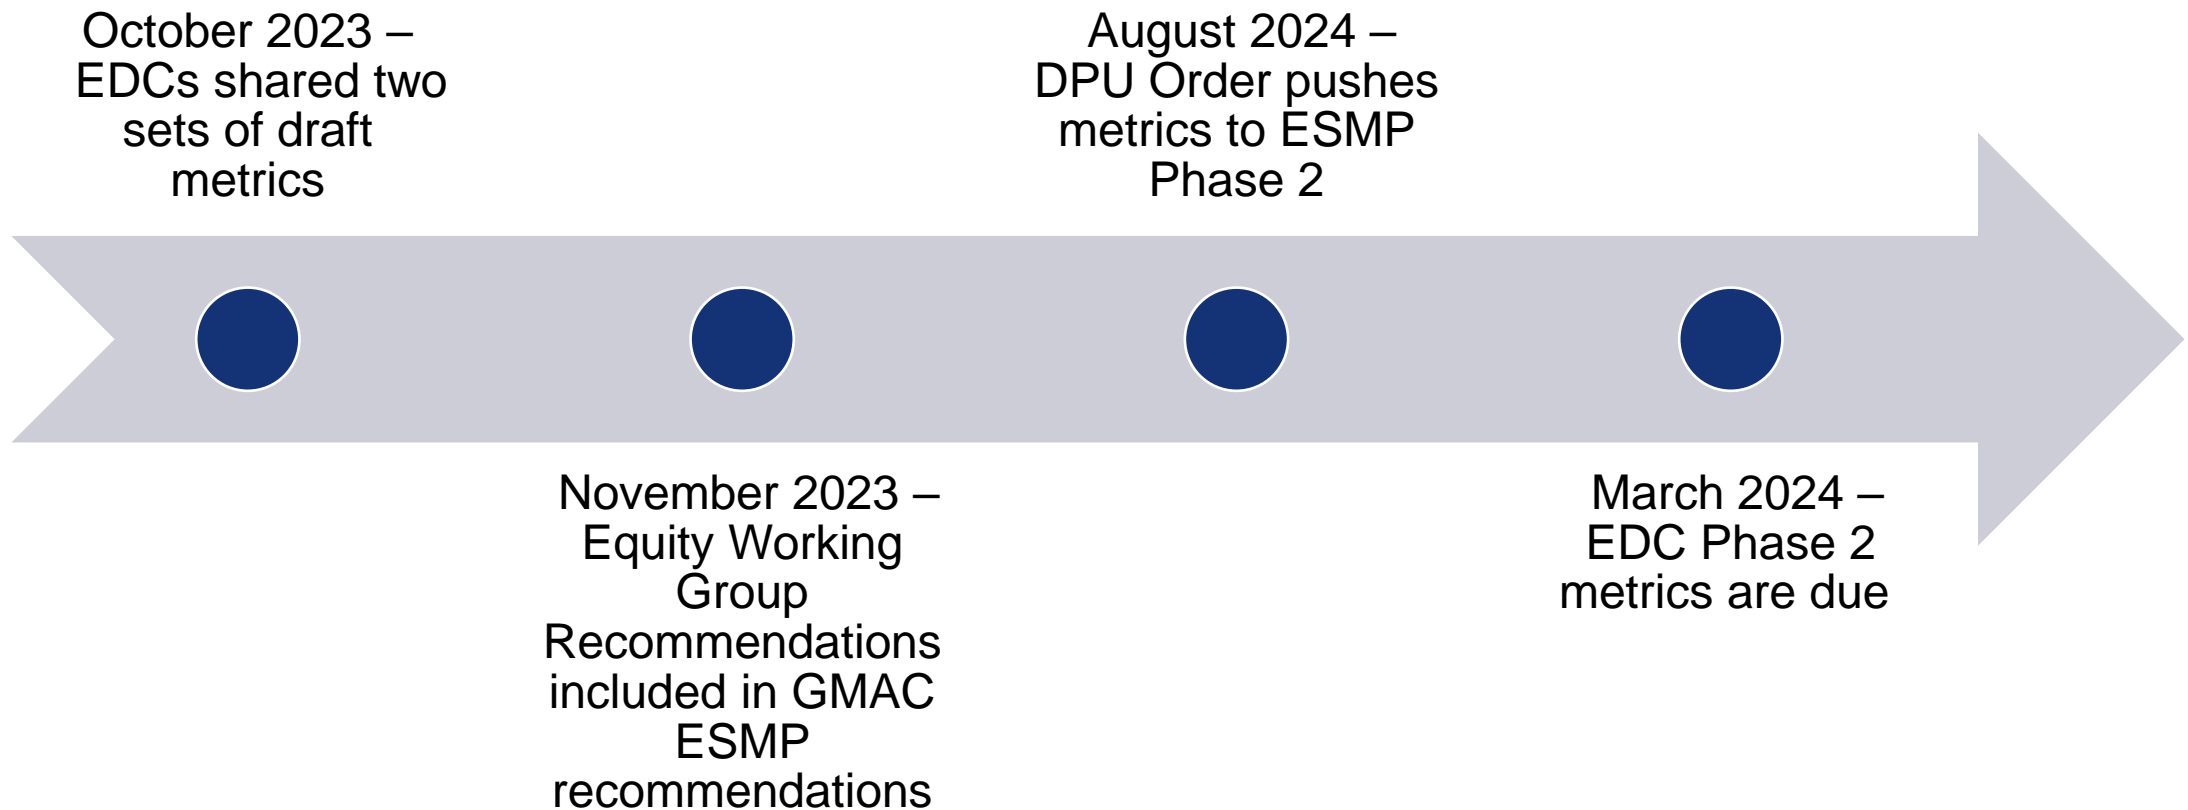 October 2023 –
EDCs shared two
sets of draft
metrics
November 2023 –
Equity Working
Group
Recommendations
included in GMAC
ESMP
recommendations
August 2024 –
DPU Order pushes
metrics to ESMP
Phase 2
March 2024 –
EDC Phase 2
metrics are due